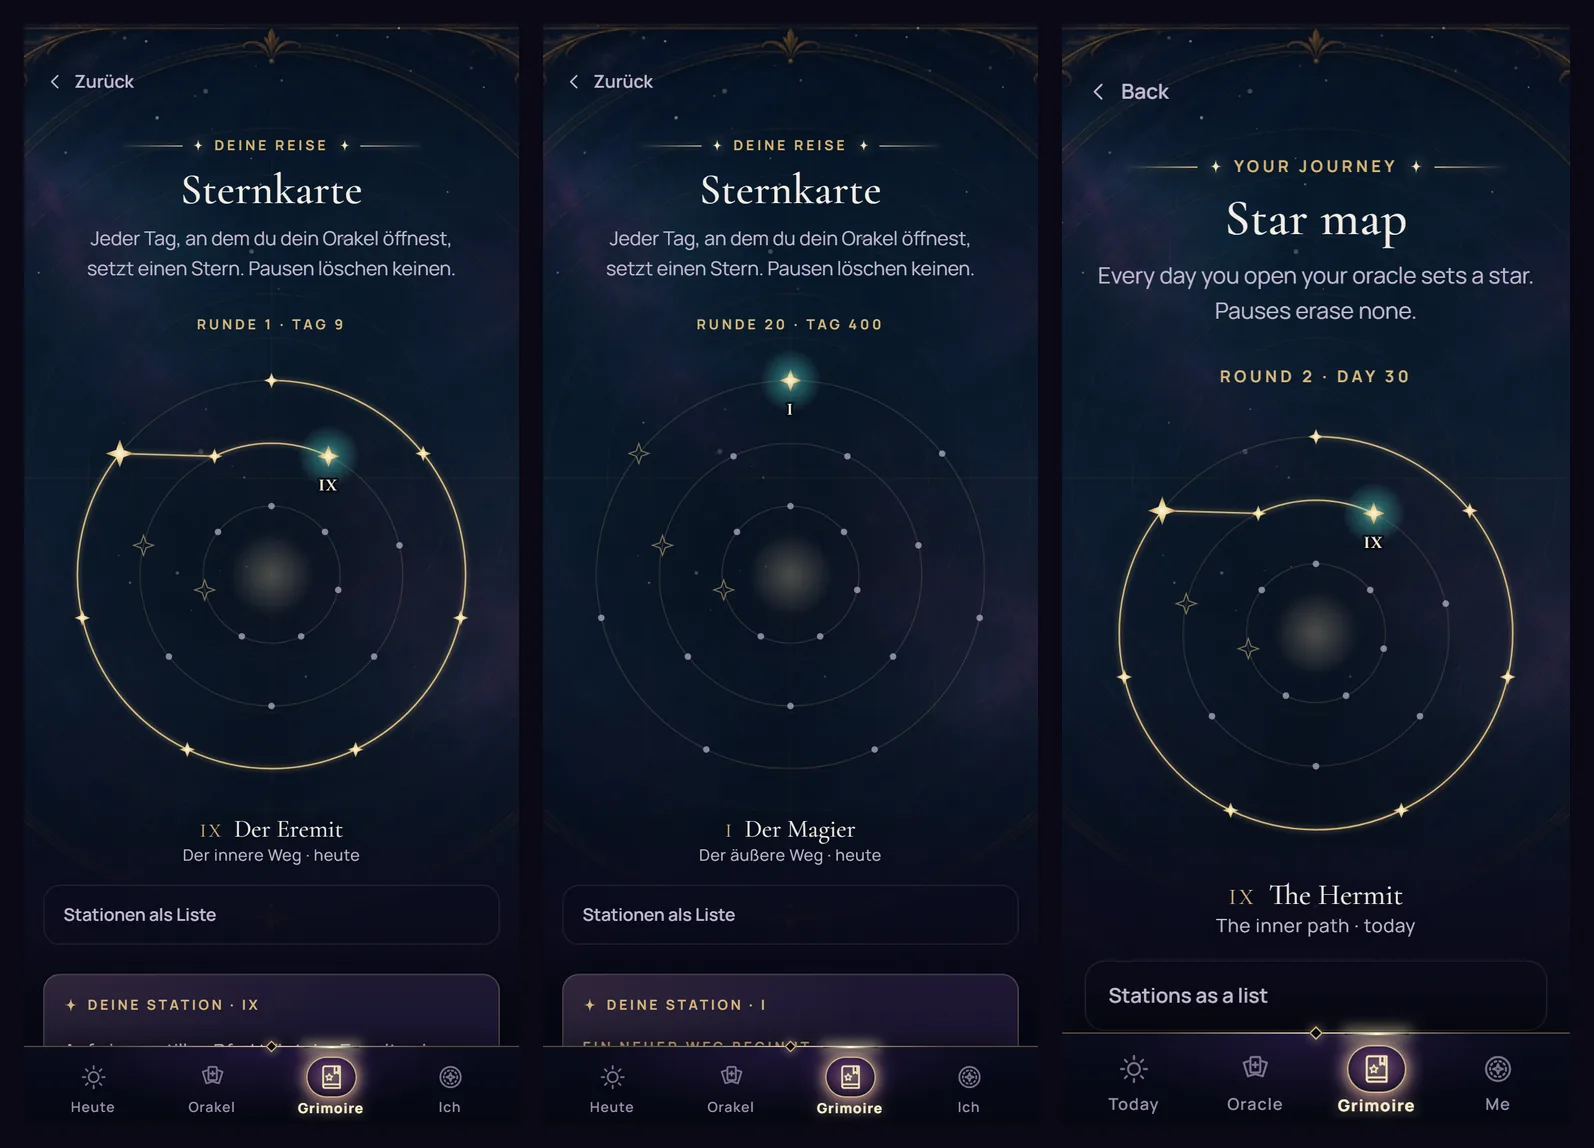 Zurück
DEINE REISE
Sternkarte
Jeder Tag, an dem du dein Orakel öffnest,
setzt einen Stern. Pausen löschen keinen.
RUNDE 1 · TAG 9
IX
IX Der Eremit
Der innere Weg · heute
Stationen als Liste
DEINE STATION · IX
Heute
Orakel
Grimoire
Ich
Zurück
DEINE REISE
Sternkarte
Jeder Tag, an dem du dein Orakel öffnest,
setzt einen Stern. Pausen löschen keinen.
RUNDE 20 · TAG 400
I
I Der Magier
Der äußere Weg · heute
Stationen als Liste
DEINE STATION · I
EIN NEUER WEG BEGINNT
Heute
Orakel
Grimoire
Ich
Back
YOUR JOURNEY
Star map
Every day you open your oracle sets a star.
Pauses erase none.
ROUND 2 · DAY 30
IX
IX The Hermit
The inner path · today
Stations as a list
Today
Oracle
Grimoire
Me